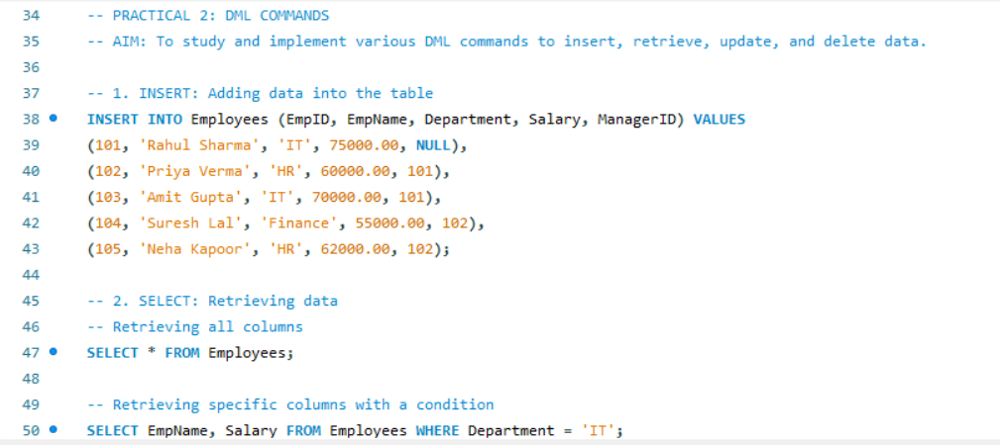 34 -- PRACTICAL 2: DML COMMANDS
35 -- AIM: To study and implement various DML commands to insert, retrieve, update, and delete data.
36
37 -- 1. INSERT: Adding data into the table
38 INSERT INTO Employees (EmpID, EmpName, Department, Salary, ManagerID) VALUES
39 (101, 'Rahul Sharma', 'IT', 75000.00, NULL),
40 (102, 'Priya Verma', 'HR', 60000.00, 101),
41 (103, 'Amit Gupta', 'IT', 70000.00, 101),
42 (104, 'Suresh Lal', 'Finance', 55000.00, 102),
43 (105, 'Neha Kapoor', 'HR', 62000.00, 102);
44
45 -- 2. SELECT: Retrieving data
46 -- Retrieving all columns
47 SELECT * FROM Employees;
48
49 -- Retrieving specific columns with a condition
50 SELECT EmpName, Salary FROM Employees WHERE Department = 'IT';